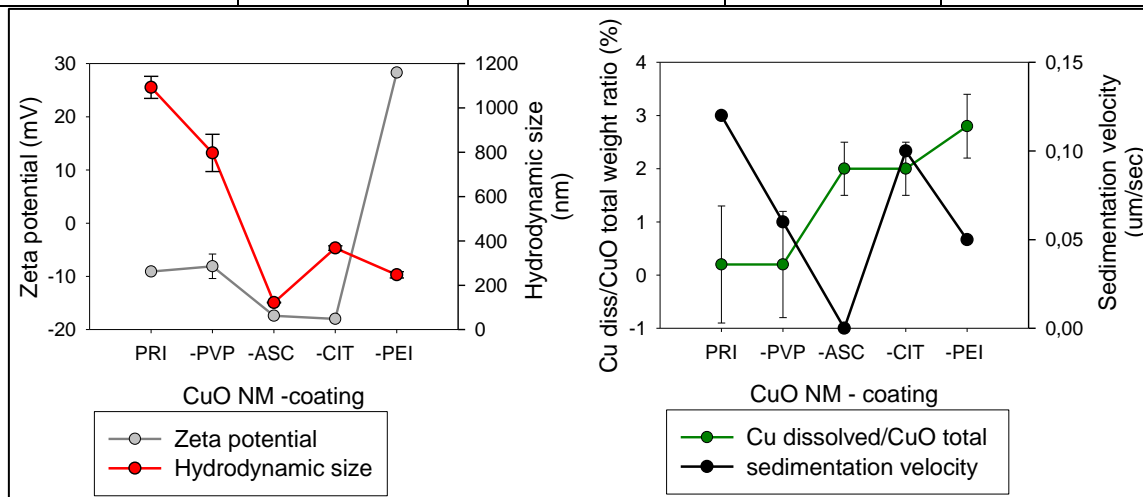 Zeta potential (mV)
30
20
10
0
-10
-20
1200
1000
800
600
400
200
0
Hydrodynamic size
(nm)
PRI -PVP -ASC -CIT -PEI
CuO NM -coating
Zeta potential
Hydrodynamic size
Cu diss/CuO total weight ratio (%)
4
3
2
1
0
-1
0,15
0,10
0,05
0,00
Sedimentation velocity
(um/sec)
PRI -PVP -ASC -CIT -PEI
CuO NM - coating
Cu dissolved/CuO total
sedimentation velocity